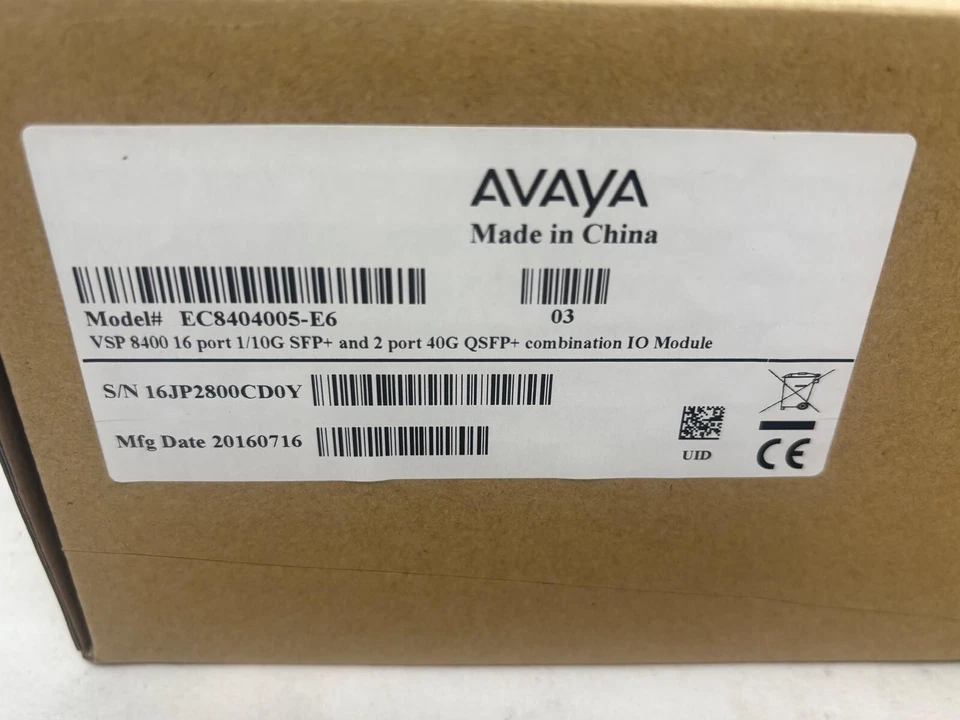 AVAYA
Made in China
Model# EC8404005-E6
03
VSP 8400 16 port 1/10G SFP+ and 2 port 40G QSFP+ combination IO Module
S/N 16JP2800CD0Y
Mfg Date 20160716
UID
CE